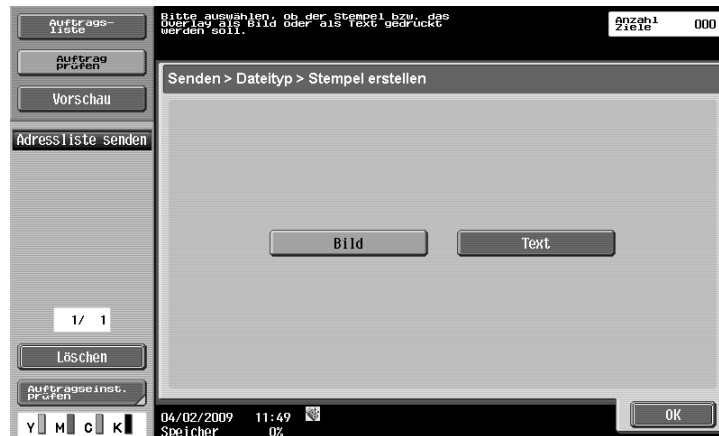 Auftrags-
liste
Auftrag
prüfen
Vorschau
Adressliste senden
1/ 1
Löschen
Auftragseinst.
prüfen
Y M C K
Bitte auswählen, ob der Stempel bzw. das
Overlay als Bild oder als Text gedruckt
werden soll.
Anzahl
Ziele 000
Senden > Dateityp > Stempel erstellen
Bild Text
04/02/2009 11:49
Speicher 0%
OK